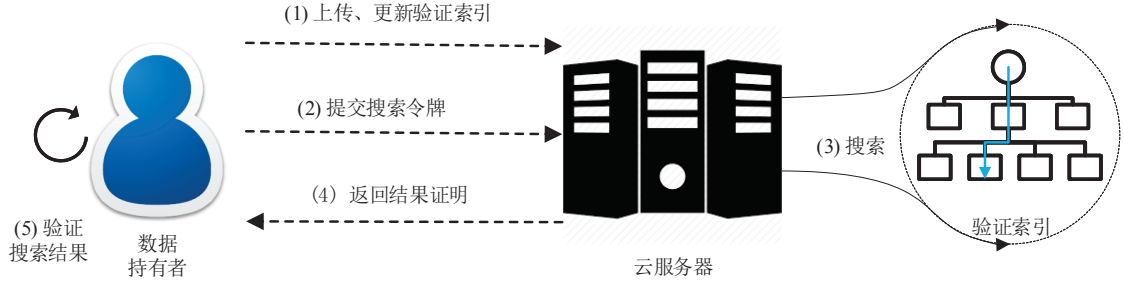 (1) 上传、更新验证索引
(2) 提交搜索令牌
(3) 搜索
(4) 返回结果证明
(5) 验证
搜索结果
数据
持有者
云服务器
验证索引